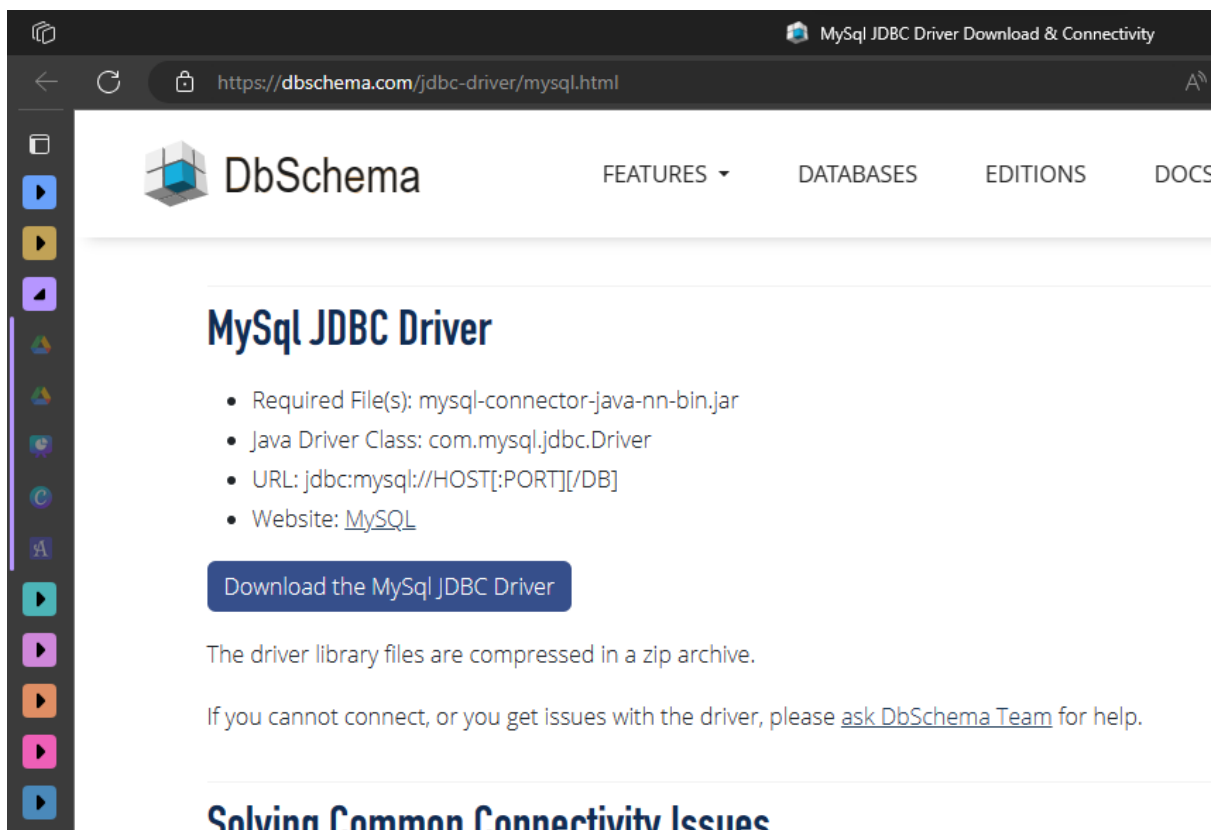 MySql JDBC Driver Download & Connectivity
https://dbschema.com/jdbc-driver/mysql.html
DbSchema
FEATURES
DATABASES
EDITIONS
DOCS
MySql JDBC Driver
Required File(s): mysql-connector-java-nn-bin.jar
Java Driver Class: com.mysql.jdbc.Driver
URL: jdbc:mysql://HOST[:PORT][/DB]
Website: MySQL
Download the MySql JDBC Driver
The driver library files are compressed in a zip archive.
If you cannot connect, or you get issues with the driver, please ask DbSchema Team for help.
Solving Common Connectivity Issues